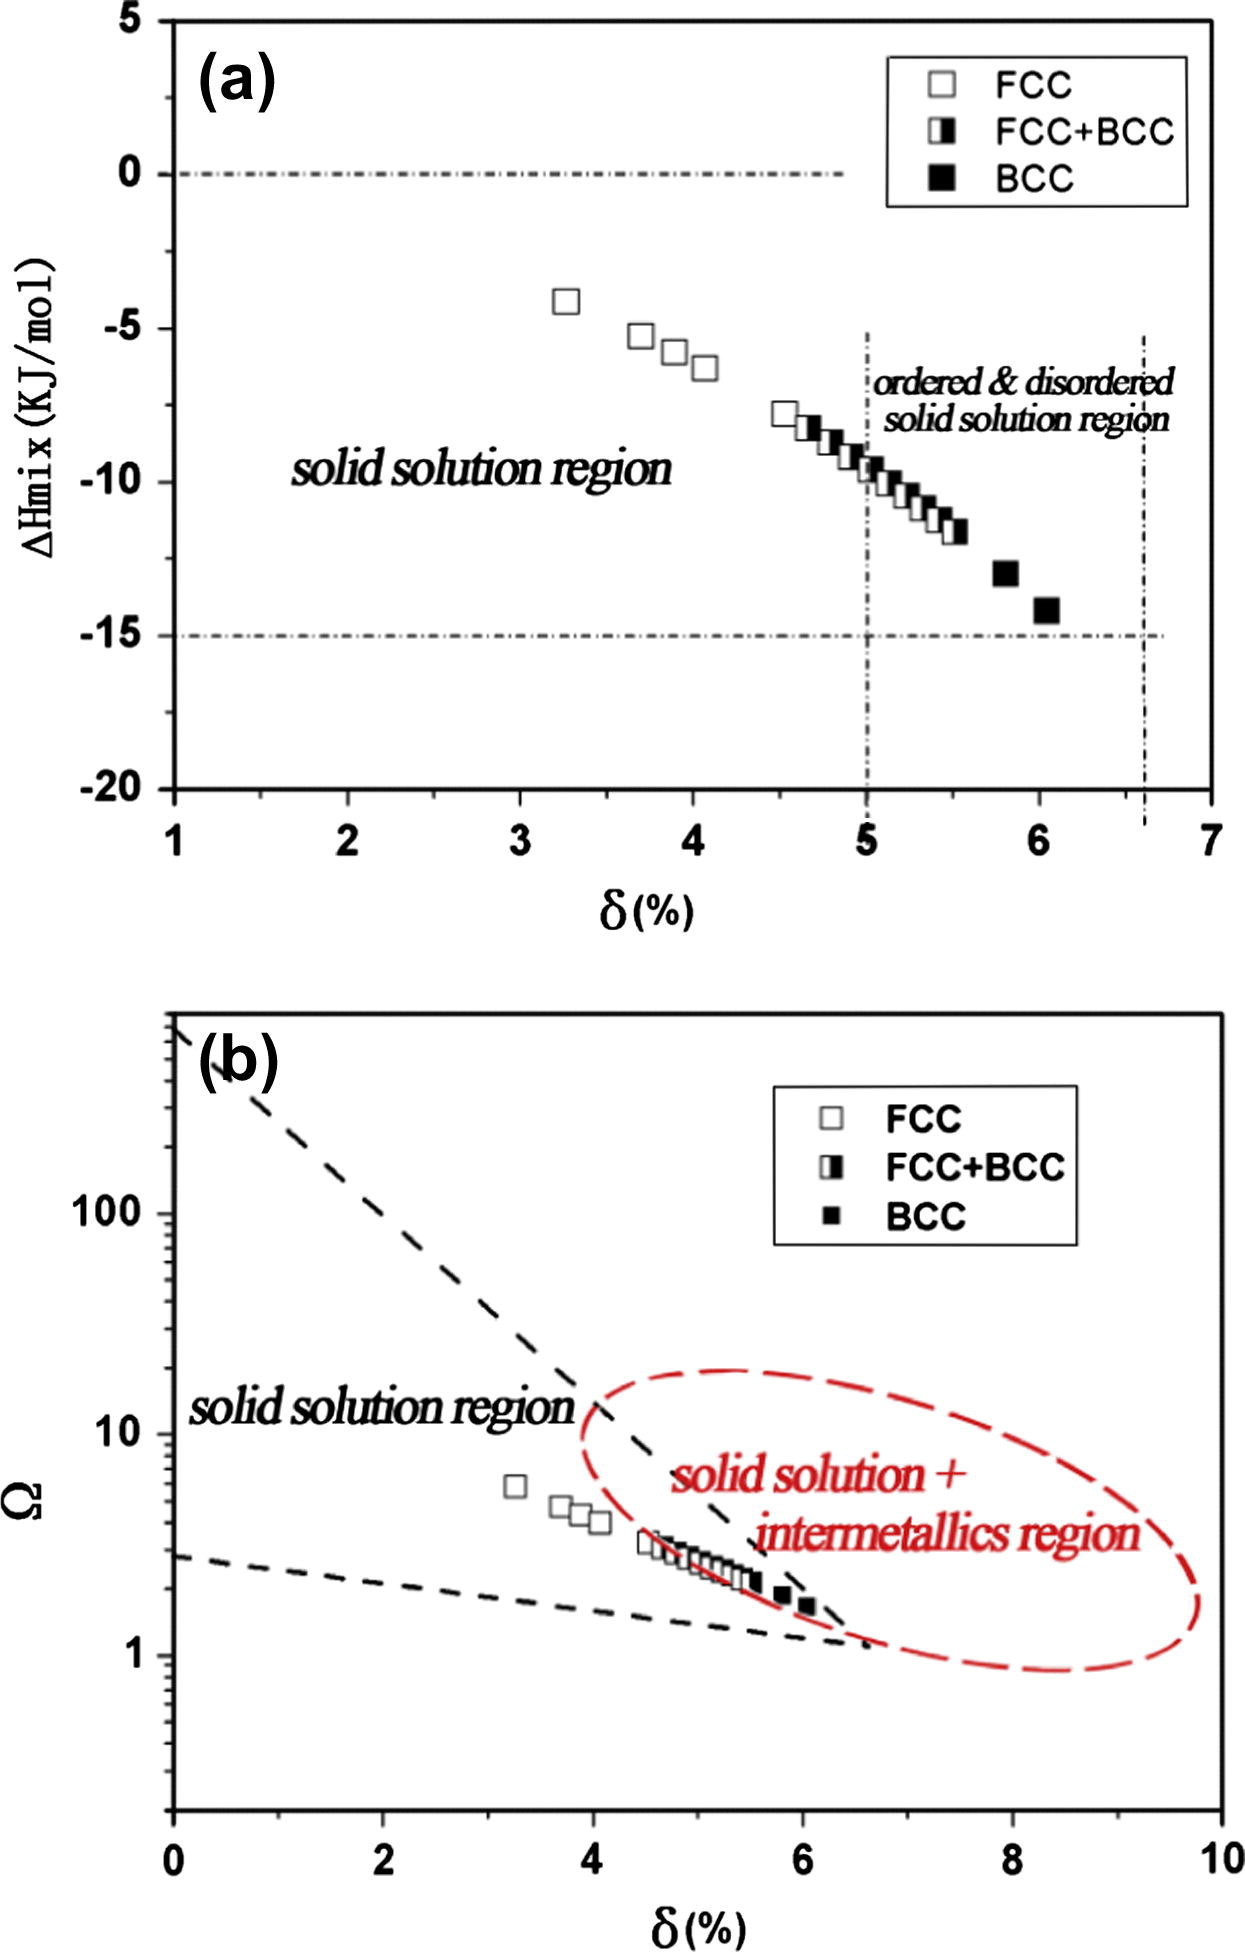 (a)
FCC
FCC+BCC
BCC
5
0
-5
-10
-15
-20
ΔHmix(KJ/mol)
ordered & disordered
solid solution region
solid solution region
1 2 3 4 5 6 7
δ(%)
(b)
FCC
FCC+BCC
BCC
100
10
1
Ω
solid solution region
solid solution +
intermetallics region
0 2 4 6 8 10
δ(%)